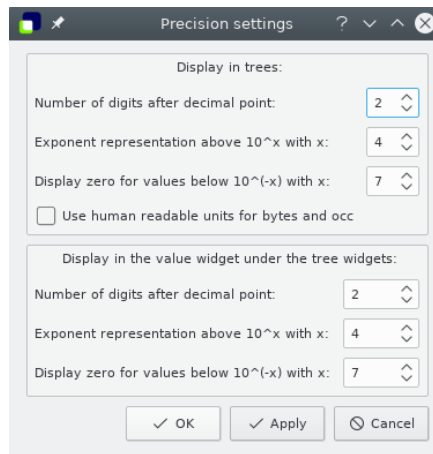 Precision settings
Display in trees:
Number of digits after decimal point: 2
Exponent representation above 10^x with x: 4
Display zero for values below 10^(-x) with x: 7
Use human readable units for bytes and occ
Display in the value widget under the tree widgets:
Number of digits after decimal point: 2
Exponent representation above 10^x with x: 4
Display zero for values below 10^(-x) with x: 7
OK Apply Cancel